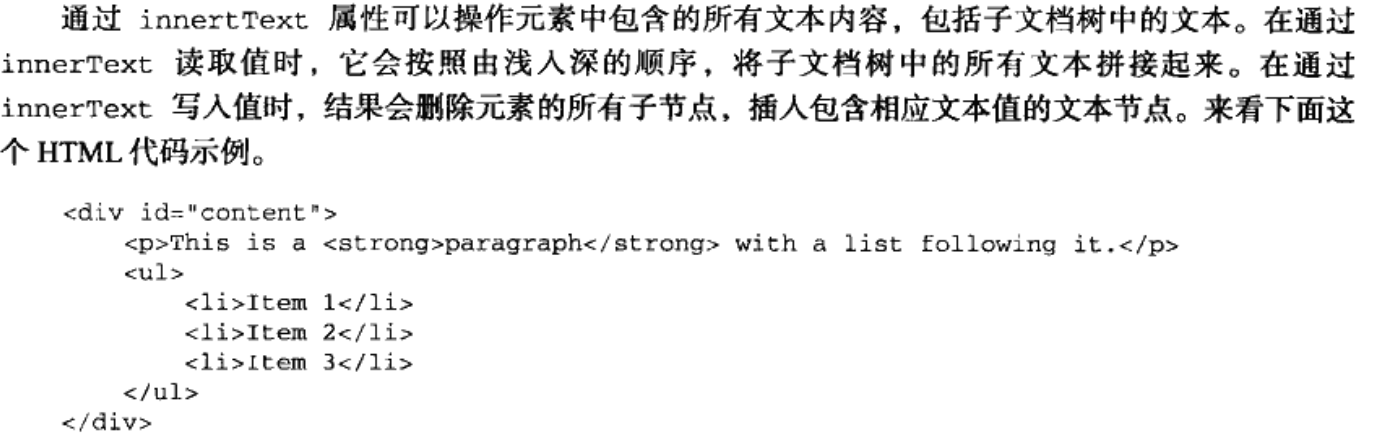 通过 innertText 属性可以操作元素中包含的所有文本内容，包括子文档树中的文本。在通过
innerText 读取值时，它会按照由浅入深的顺序，将子文档树中的所有文本拼接起来。在通过
innerText 写入值时，结果会删除元素的所有子节点，插入包含相应文本值的文本节点。来看下面这
个 HTML 代码示例。
<div id="content">
    <p>This is a <strong>paragraph</strong> with a list following it.</p>
    <ul>
        <li>Item 1</li>
        <li>Item 2</li>
        <li>Item 3</li>
    </ul>
</div>